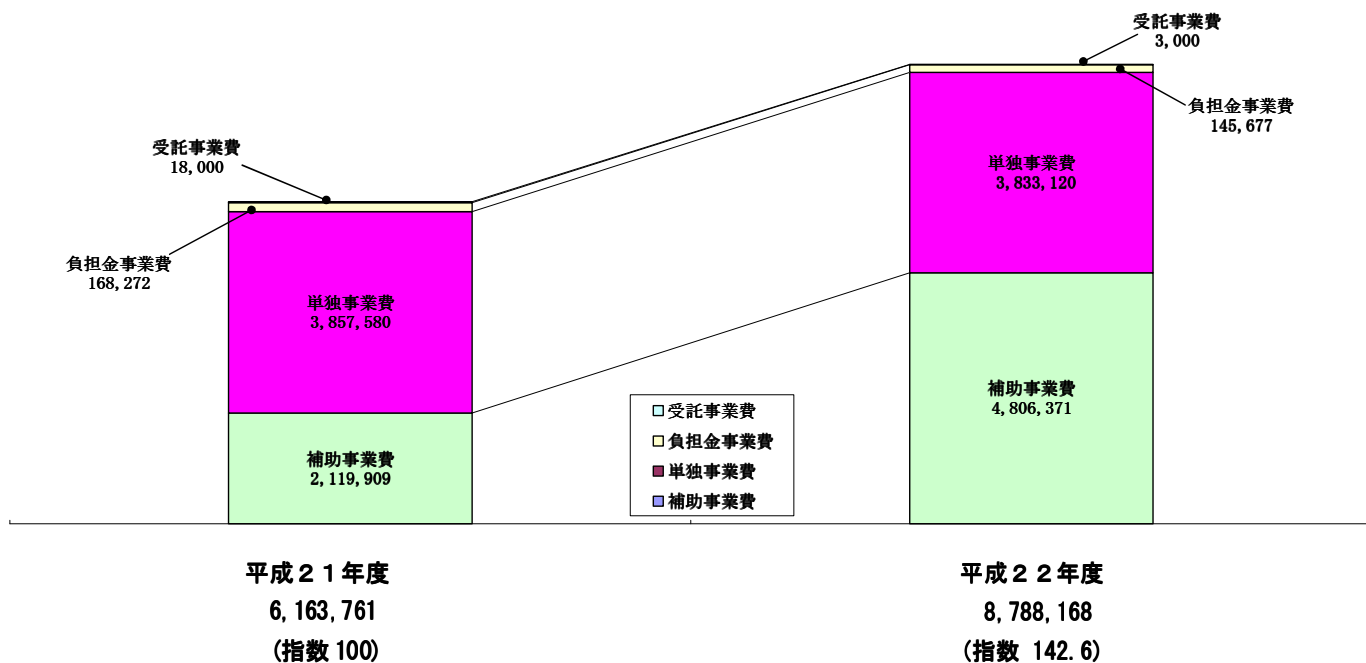 受託事業費
3,000
負担金事業費
145,677
単独事業費
3,833,120
補助事業費
4,806,371
受託事業費
18,000
負担金事業費
168,272
単独事業費
3,857,580
補助事業費
2,119,909
受託事業費
負担金事業費
単独事業費
補助事業費
平成２１年度
6,163,761
(指数 100)
平成２２年度
8,788,168
(指数 142.6)